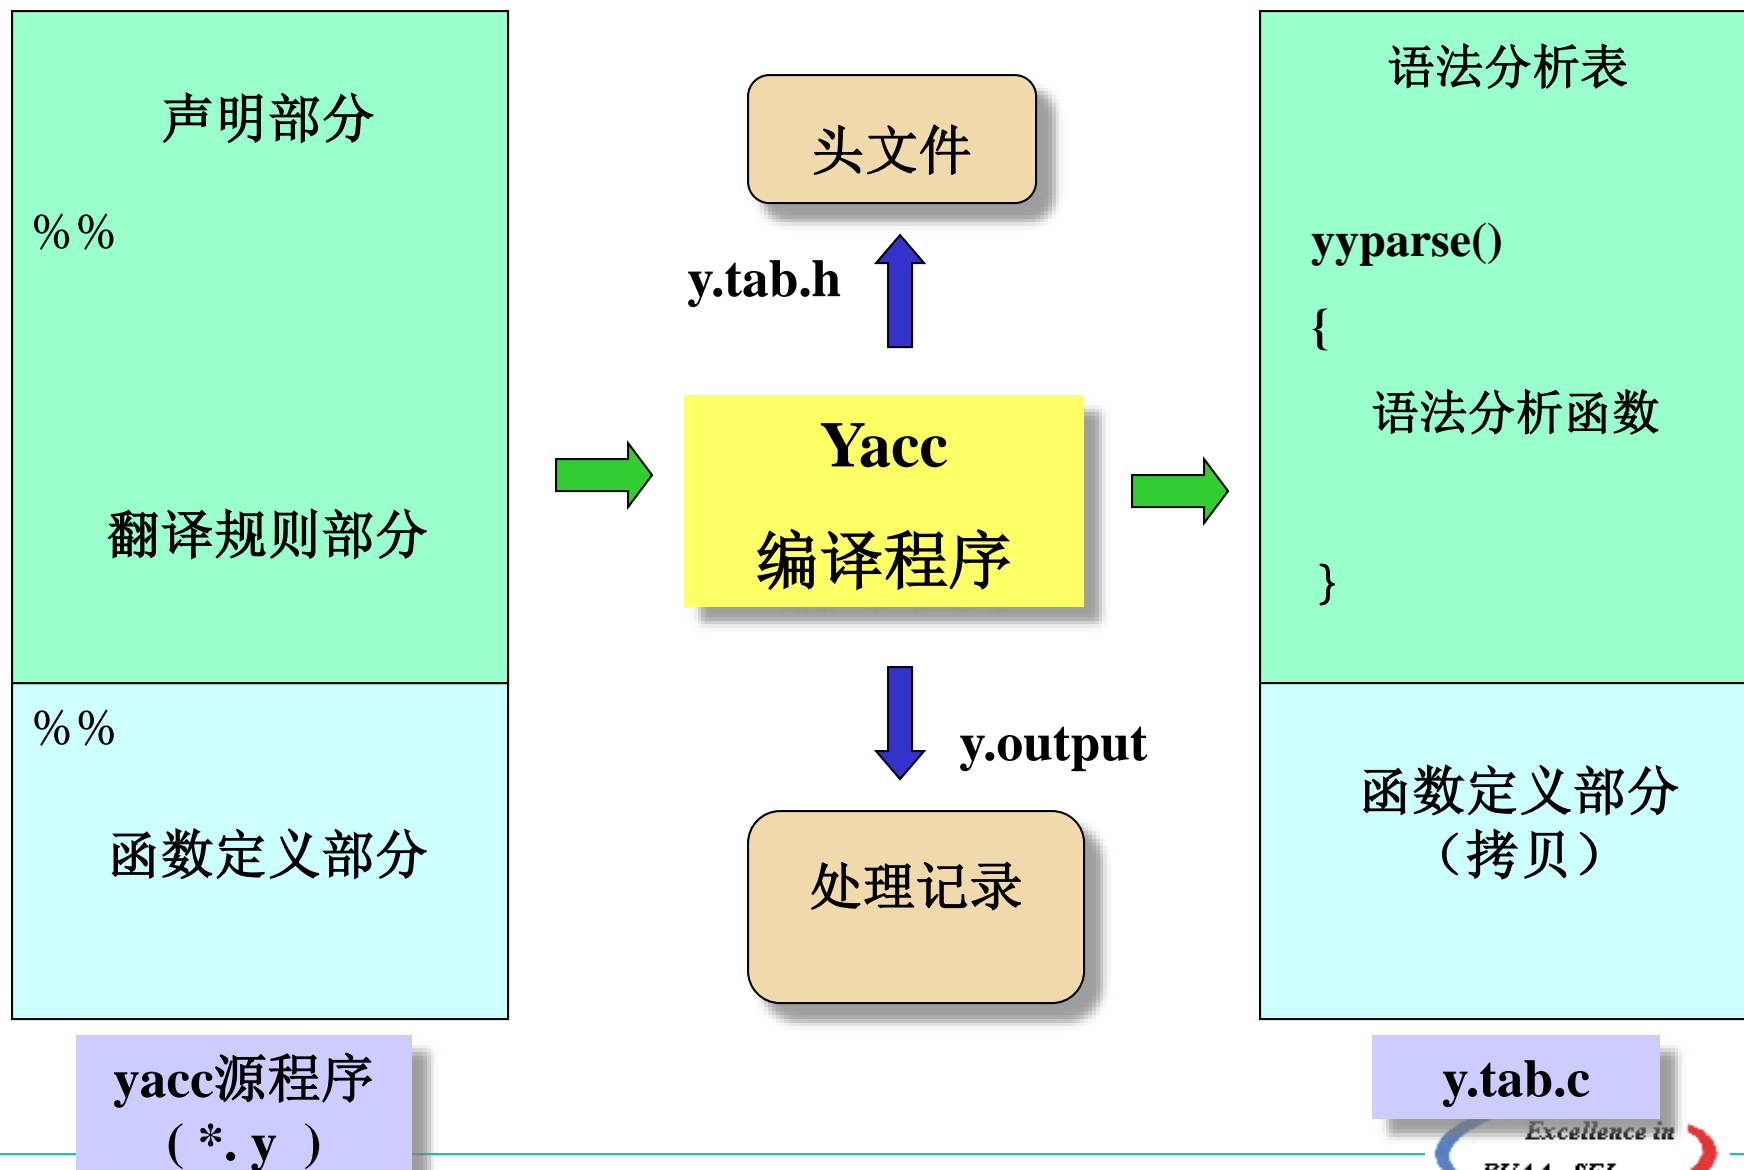 声明部分
%%
翻译规则部分
%%
函数定义部分
yacc源程序
( *. y )
头文件
y.tab.h
Yacc
编译程序
y.output
处理记录
语法分析表
yyparse()
{
语法分析函数
}
函数定义部分
（拷贝）
y.tab.c
Excellence in
BUAA SEI